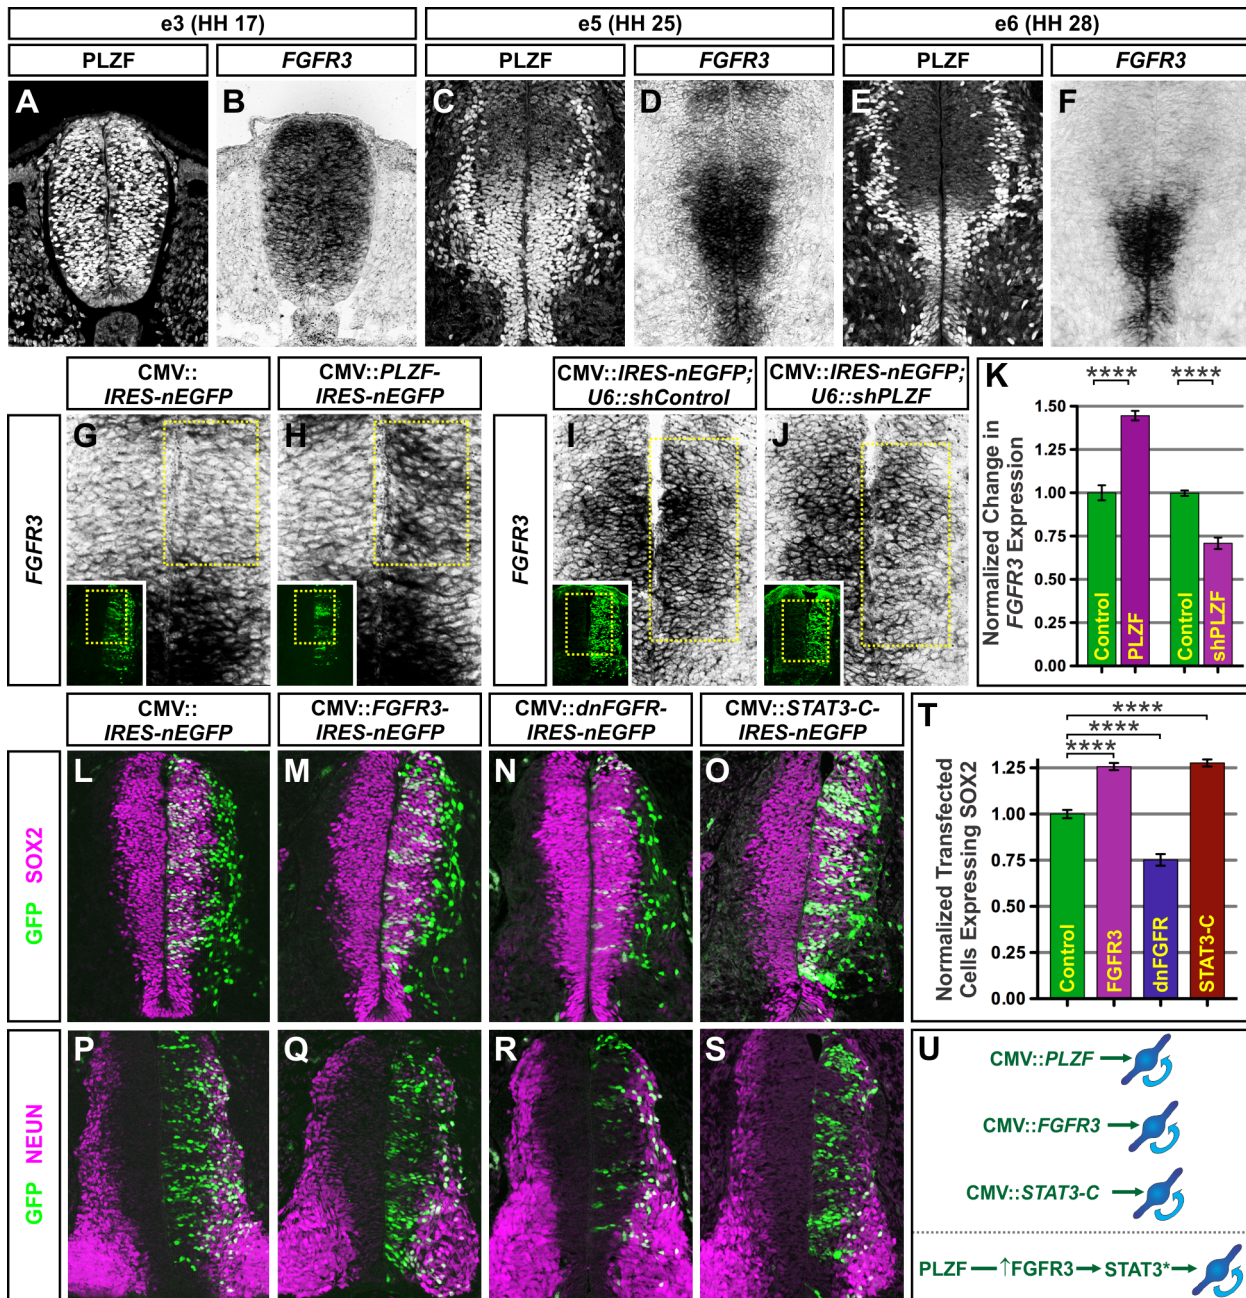 e3 (HH 17)
e5 (HH 25)
e6 (HH 28)
PLZF
FGFR3
PLZF
FGFR3
PLZF
FGFR3
A
B
C
D
E
F
CMV::
IRES-nEGFP
CMV::PLZF-
IRES-nEGFP
CMV::IRES-nEGFP;
U6::shControl
CMV::IRES-nEGFP;
U6::shPLZF
FGFR3
G
H
FGFR3
I
J
K
****
****
Normalized Change in
FGFR3 Expression
1.50
1.00
0.75
0.50
0.25
0.00
Control
PLZF
Control
shPLZF
CMV::
IRES-nEGFP
CMV::FGFR3-
IRES-nEGFP
CMV::dnFGFR-
IRES-nEGFP
CMV::STAT3-C-
IRES-nEGFP
GFP SOX2
L
M
N
O
T
****
****
****
Normalized Transfected
Cells Expressing SOX2
1.25
1.00
0.75
0.50
0.25
0.00
Control
FGFR3
dnFGFR
STAT3-C
GFP NEUN
P
Q
R
S
U
CMV::PLZF
CMV::FGFR3
CMV::STAT3-C
PLZF → ↑FGFR3 → STAT3* →